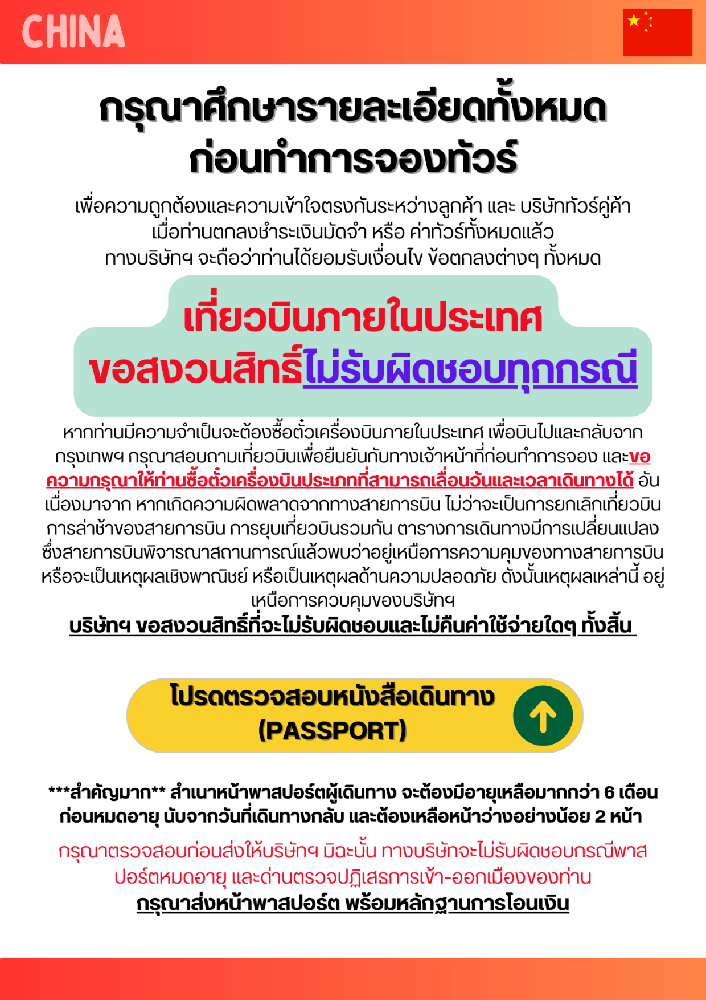 CHINA
กรุณาศึกษารายละเอียดทั้งหมด
ก่อนทำการจองทัวร์
เพื่อความถูกต้องและความเข้าใจตรงกันระหว่างลูกค้า และ บริษัททัวร์คู่ค้า
เมื่อท่านตกลงชำระเงินมัดจำ หรือ ค่าทัวร์ทั้งหมดแล้ว
ทางบริษัทฯ จะถือว่าท่านได้ยอมรับเงื่อนไข ข้อตกลงต่างๆ ทั้งหมด
เที่ยวบินภายในประเทศ
ขอสงวนสิทธิ์ไม่รับผิดชอบทุกกรณี
หากท่านมีความจำเป็นจะต้องซื้อตั๋วเครื่องบินภายในประเทศ เพื่อบินไปและกลับจาก
กรุงเทพฯ กรุณาสอบถามเที่ยวบินเพื่อยืนยันกับทางเจ้าหน้าที่ก่อนทำการจอง และขอ
ความกรุณาให้ท่านซื้อตั๋วเครื่องบินประเภทที่สามารถเลื่อนวันและเวลาเดินทางได้ อัน
เนื่องมาจาก หากเกิดความผิดพลาดจากทางสายการบิน ไม่ว่าจะเป็นการยกเลิกเที่ยวบิน
การล่าช้าของสายการบิน การยุบเที่ยวบินรวมกัน ตารางการเดินทางมีการเปลี่ยนแปลง
ซึ่งสายการบินพิจารณาสถานการณ์แล้วพบว่าอยู่เหนือการความคุมของทางสายการบิน
หรือจะเป็นเหตุผลเชิงพาณิชย์ หรือเป็นเหตุผลด้านความปลอดภัย ดังนั้นเหตุผลเหล่านี้ อยู่
เหนือการควบคุมของบริษัทฯ
บริษัทฯ ขอสงวนสิทธิ์ที่จะไม่รับผิดชอบและไม่คืนค่าใช้จ่ายใดๆ ทั้งสิ้น
โปรดตรวจสอบหนังสือเดินทาง
(PASSPORT)
***สำคัญมาก** สำเนาหน้าพาสปอร์ตผู้เดินทาง จะต้องมีอายุเหลือมากกว่า 6 เดือน
ก่อนหมดอายุ นับจากวันที่เดินทางกลับ และต้องเหลือหน้าว่างอย่างน้อย 2 หน้า
กรุณาตรวจสอบก่อนส่งให้บริษัทฯ มิฉะนั้น ทางบริษัทจะไม่รับผิดชอบกรณีพาส
ปอร์ตหมดอายุ และด่านตรวจปฏิเสธการเข้า-ออกเมืองของท่าน
กรุณาส่งหน้าพาสปอร์ต พร้อมหลักฐานการโอนเงิน